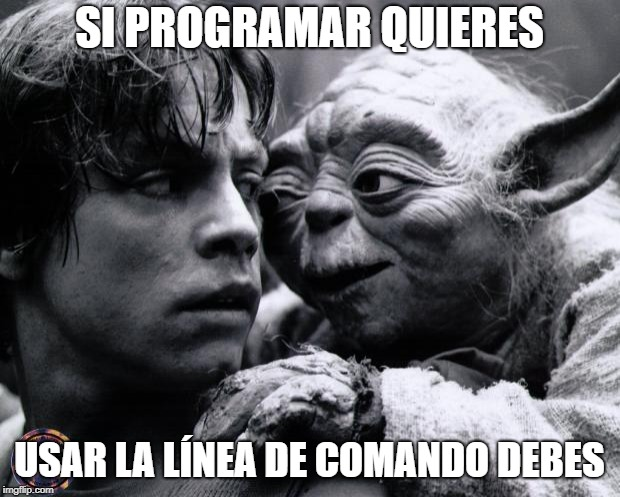 SI PROGRAMAR QUIERES
USAR LA LÍNEA DE COMANDO DEBES
imgflip.com